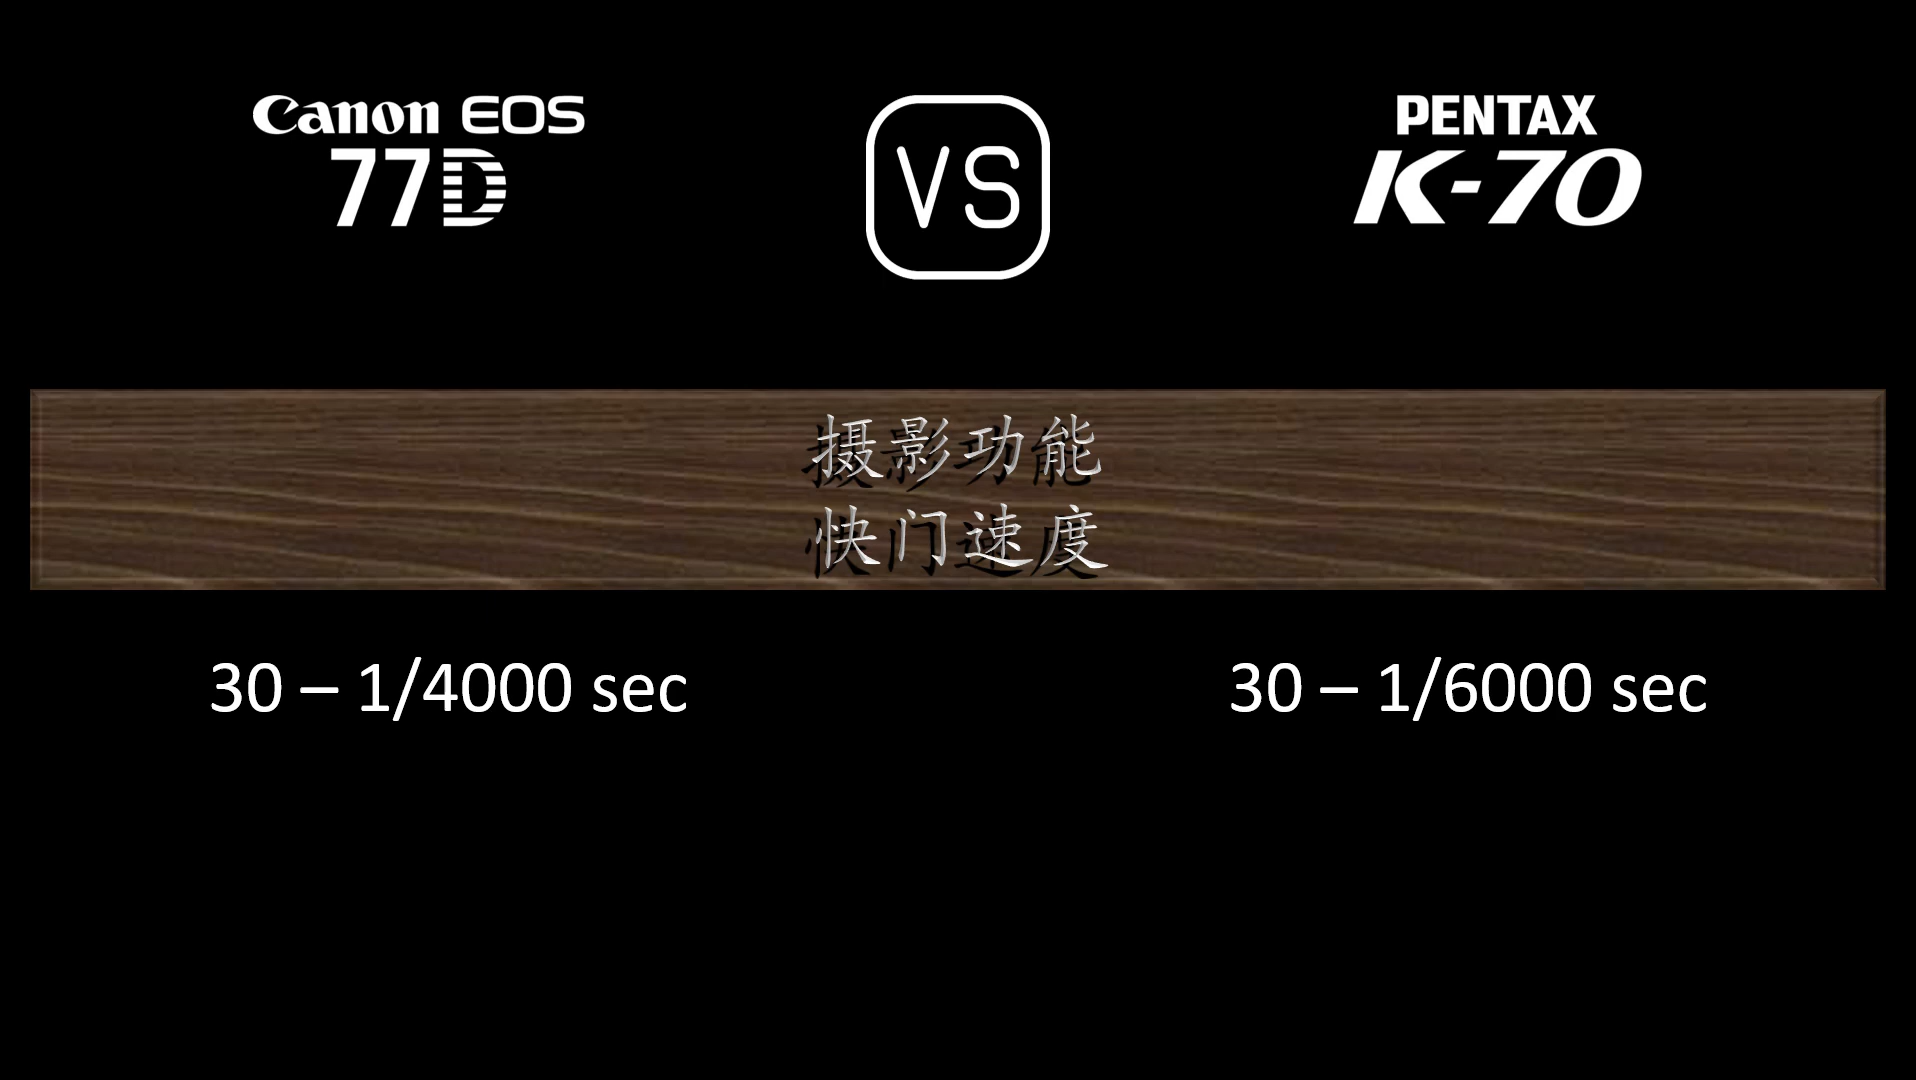 Canon EOS
77D
VS
PENTAX
K-70
摄影功能
快门速度
30 – 1/4000 sec
30 – 1/6000 sec